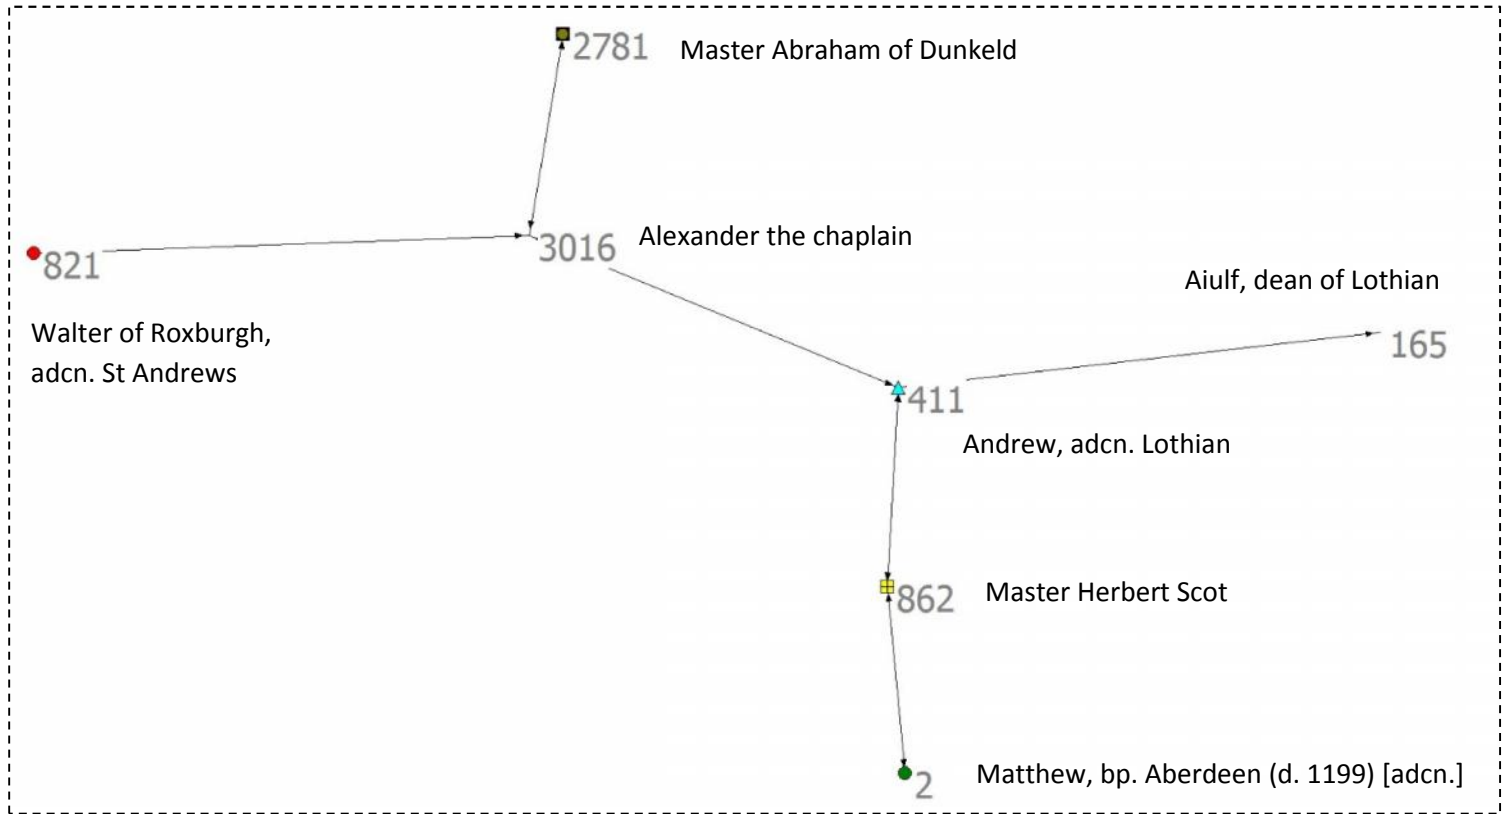 2781
Master Abraham of Dunkeld
821
3016
Alexander the chaplain
Walter of Roxburgh,
adcn. St Andrews
Aiulf, dean of Lothian
165
411
Andrew, adcn. Lothian
862
Master Herbert Scot
2
Matthew, bp. Aberdeen (d. 1199) [adcn.]